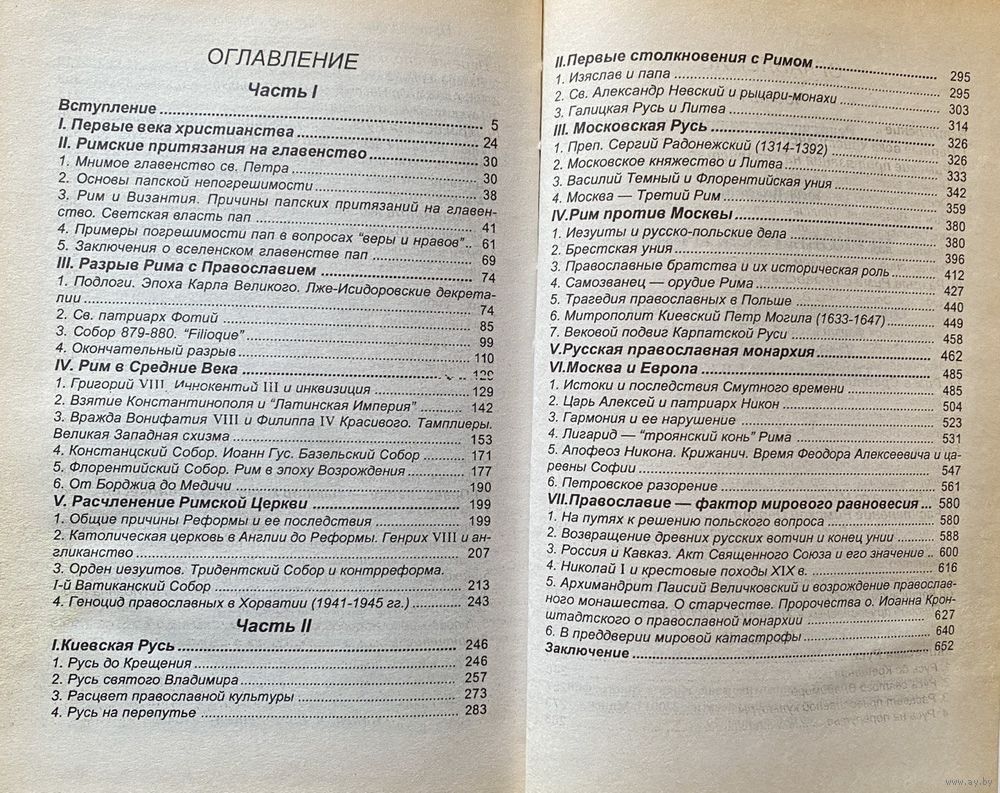 ОГЛАВЛЕНИЕ
Часть I
Вступление 5
I. Первые века христианства 24
II. Римские притязания на главенство 30
1. Мнимое главенство св. Петра 30
2. Основы папской непогрешимости 38
3. Рим и Византия. Причины папских притязаний на главен-
ство. Светская власть пап 41
4. Примеры погрешимости пап в вопросах “веры и нравов” .. 61
5. Заключения о вселенском главенстве пап 69
III. Разрыв Рима с Православием 74
1. Подлоги. Эпоха Карла Великого. Лже-Исидоровские декрета-
лии 74
2. Св. патриарх Фотий 85
3. Собор 879-880. “Filioque” 99
4. Окончательный разрыв 110
IV. Рим в Средние Века 129
1. Григорий VIII, Ичнокентий III и инквизиция 129
2. Взятие Константинополя и “Латинская Империя” 142
3. Вражда Вонифатия VIII и Филиппа IV Красивого. Тамплиеры.
Великая Западная схизма 153
4. Констанцский Собор. Иоанн Гус. Базельский Собор 171
5. Флорентийский Собор. Рим в эпоху Возрождения 177
6. От Борджиа до Медичи 190
V. Расчленение Римской Церкви 199
1. Общие причины Реформы и ее последствия 199
2. Католическая церковь в Англии до Реформы. Генрих VIII и ан-
гликанство 207
3. Орден иезуитов. Тридентский Собор и контрреформа.
I-й Ватиканский Собор 213
4. Геноцид православных в Хорватии (1941-1945 гг.) 243
Часть II
I.Киевская Русь 246
1. Русь до Крещения 246
2. Русь святого Владимира 257
3. Расцвет православной культуры 273
4. Русь на перепутье 283
II.Первые столкновения с Римом 295
1. Изяслав и папа 295
2. Св. Александр Невский и рыцари-монахи 303
3. Галицкая Русь и Литва 314
III. Московская Русь 326
1. Преп. Сергий Радонежский (1314-1392) 326
2. Московское княжество и Литва 333
3. Василий Темный и Флорентийская уния 342
4. Москва — Третий Рим 359
IV.Рим против Москвы 380
1. Иезуиты и русско-польские дела 380
2. Брестская уния 396
3. Православные братства и их историческая роль 412
4. Самозванец — орудие Рима 427
5. Трагедия православных в Польше 440
6. Митрополит Киевский Петр Могила (1633-1647) 449
7. Вековой подвиг Карпатской Руси 458
V.Русская православная монархия 462
VI.Москва и Европа 485
1. Истоки и последствия Смутного времени 485
2. Царь Алексей и патриарх Никон 504
3. Гармония и ее нарушение 523
4. Лигарид — “троянский конь” Рима 531
5. Апофеоз Никона. Крижанич. Время Феодора Алексеевича и ца-
ревны Софии 547
6. Петровское разорение 561
VII.Православие — фактор мирового равновесия ... 580
1. На путях к решению польского вопроса 580
2. Возвращение древних русских вотчин и конец унии 588
3. Россия и Кавказ. Акт Священного Союза и его значение .. 600
4. Николай I и крестовые походы XIX в. 616
5. Архимандрит Паисий Величковский и возрождение православ-
ного монашества. О старчестве. Пророчества о. Иоанна Крон-
штадтского о православной монархии 627
6. В преддверии мировой катастрофы 640
Заключение 652
www.ay.by